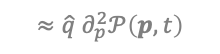 ≈ q̂ ∂ₚ²𝒫(𝒑, t)